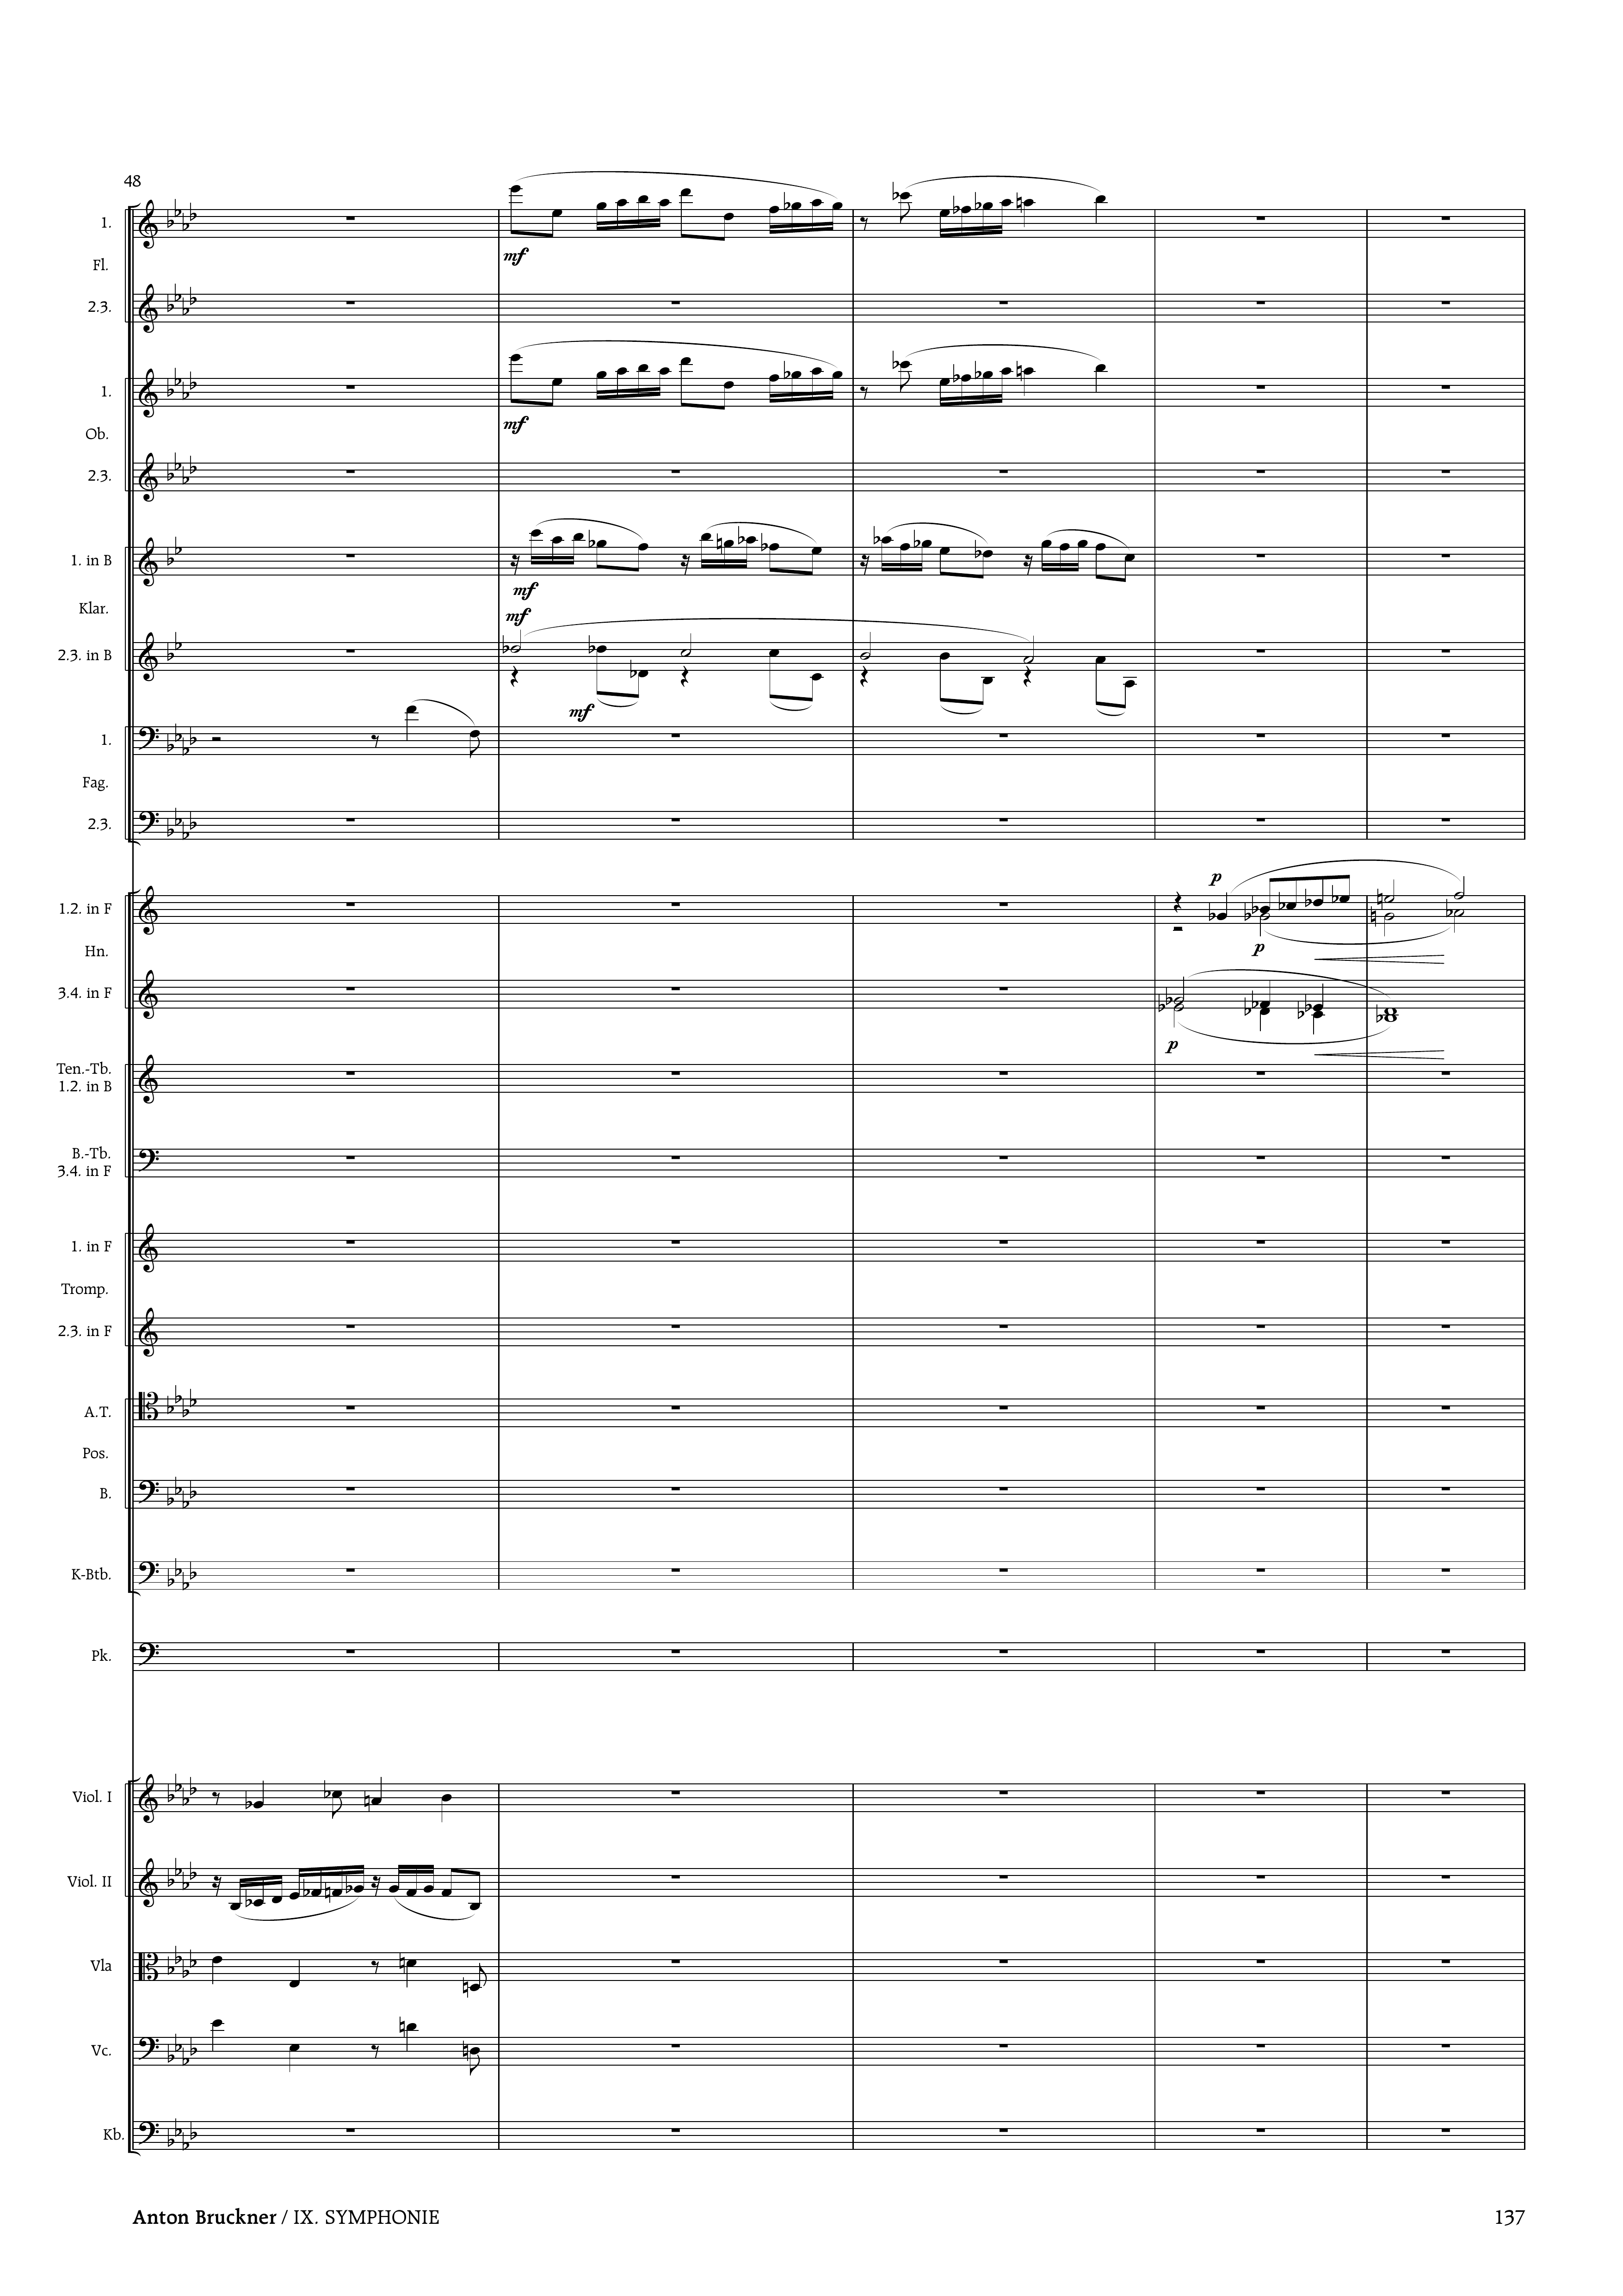 48
1.
Fl.
2.3.
mf
1.
Ob.
mf
2.3.
1. in B
mf
Klar.
mf
2.3. in B
mf
1.
Fag.
2.3.
p
1.2. in F
Hn.
p
3.4. in F
p
Ten.-Tb.
1.2. in B
B.-Tb.
3.4. in F
1. in F
Tromp.
2.3. in F
A.T.
Pos.
B.
K-Btb.
Pk.
Viol. I
Viol. II
Vla
Vc.
Kb.
Anton Bruckner / IX. SYMPHONIE
137